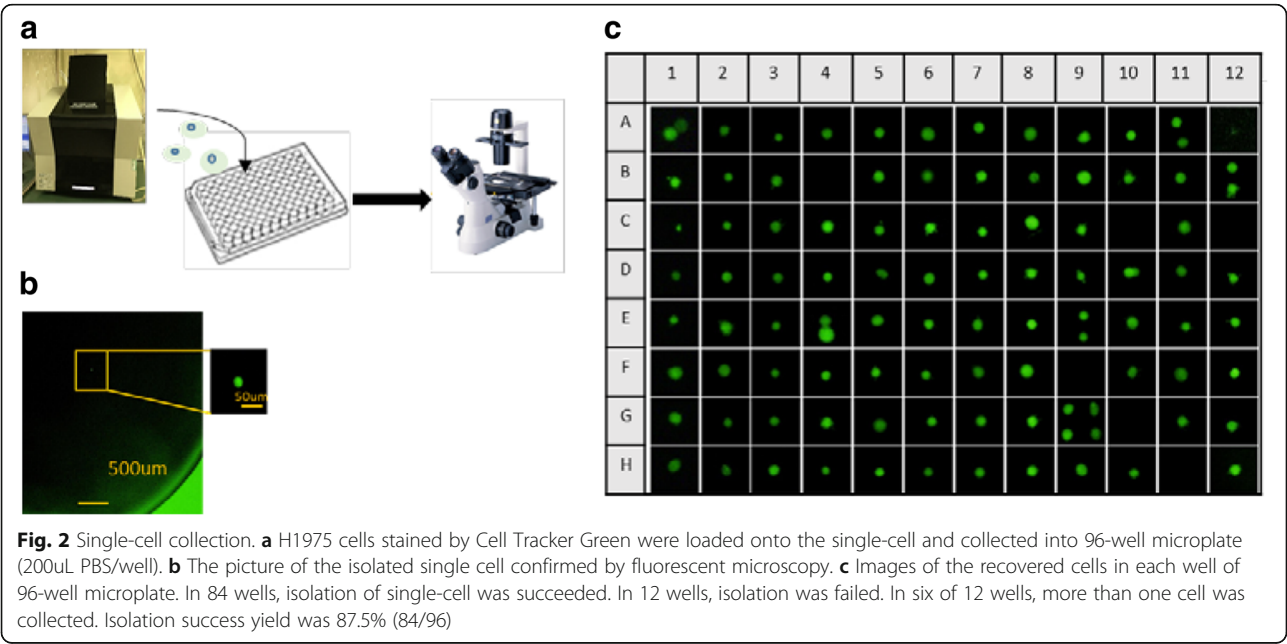 a
c
1 2 3 4 5 6 7 8 9 10 11 12
A
B
C
D
E
F
G
H
b
50um
500um
Fig. 2 Single-cell collection. a H1975 cells stained by Cell Tracker Green were loaded onto the single-cell and collected into 96-well microplate
(200uL PBS/well). b The picture of the isolated single cell confirmed by fluorescent microscopy. c Images of the recovered cells in each well of
96-well microplate. In 84 wells, isolation of single-cell was succeeded. In 12 wells, isolation was failed. In six of 12 wells, more than one cell was
collected. Isolation success yield was 87.5% (84/96)